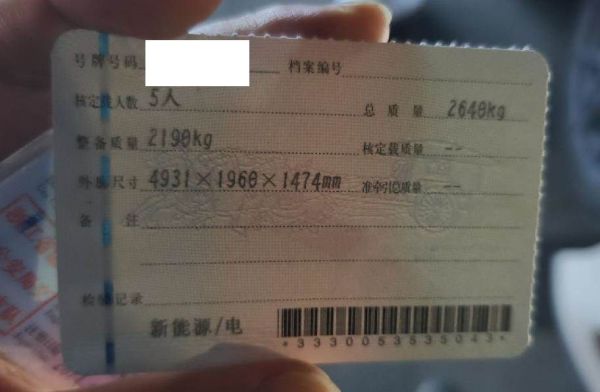 号牌号码 档案编号
核定载人数 5人 总质量 2640kg
整备质量 2190kg 核定载质量 --
外廓尺寸 4931×1960×1474mm 准牵引总质量 --
备注
检验记录
新能源/电
*3330053535043*